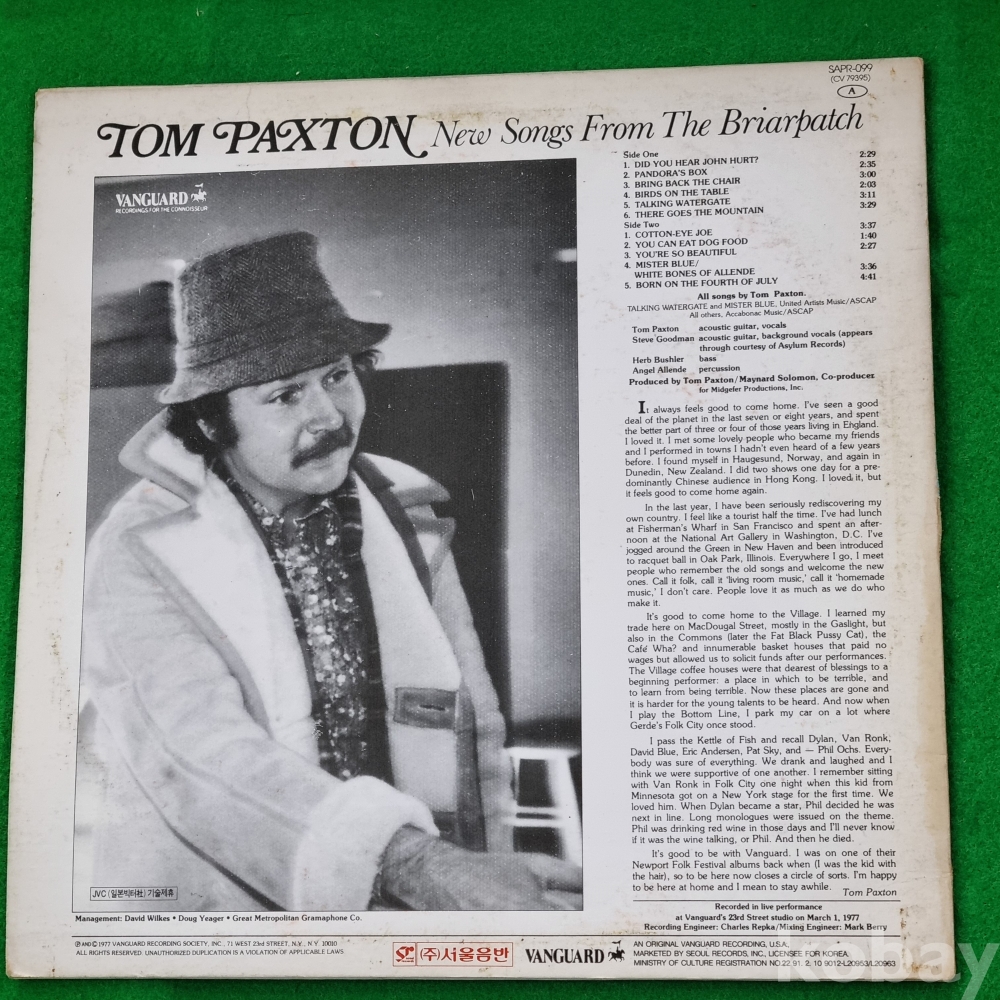 SAPR-099
(CV 79395)
A
TOM PAXTON New Songs From The Briarpatch
VANGUARD
RECORDINGS FOR THE CONNOISSEUR
Side One
1. DID YOU HEAR JOHN HURT? 2:29
2. PANDORA'S BOX 2:35
3. BRING BACK THE CHAIR 3:00
4. BIRDS ON THE TABLE 2:03
5. TALKING WATERGATE 3:11
6. THERE GOES THE MOUNTAIN 3:29
Side Two
1. COTTON-EYE JOE 3:37
2. YOU CAN EAT DOG FOOD 1:40
3. YOU'RE SO BEAUTIFUL 2:27
4. MISTER BLUE/
WHITE BONES OF ALLENDE 3:36
5. BORN ON THE FOURTH OF JULY 4:41
All songs by Tom Paxton.
TALKING WATERGATE and MISTER BLUE, United Artists Music/ASCAP
All others, Accabonac Music/ASCAP
Tom Paxton acoustic guitar, vocals
Steve Goodman acoustic guitar, background vocals (appears
through courtesy of Asylum Records)
Herb Bushler bass
Angel Allende percussion
Produced by Tom Paxton/Maynard Solomon, Co-producer
for Midgefer Productions, Inc.
It always feels good to come home. I've seen a good
deal of the planet in the last seven or eight years, and spent
the better part of three or four of those years living in England.
I loved it. I met some lovely people who became my friends
and I performed in towns I hadn't even heard of a few years
before. I found myself in Haugesund, Norway, and again in
Dunedin, New Zealand. I did two shows one day for a pre-
dominantly Chinese audience in Hong Kong. I loved it, but
it feels good to come home again.
In the last year, I have been seriously rediscovering my
own country. I feel like a tourist half the time. I've had lunch
at Fisherman's Wharf in San Francisco and spent an after-
noon at the National Art Gallery in Washington, D.C. I've
jogged around the Green in New Haven and been introduced
to racquet ball in Oak Park, Illinois. Everywhere I go, I meet
people who remember the old songs and welcome the new
ones. Call it folk, call it 'living room music,' call it 'homemade
music,' I don't care. People love it as much as we do who
make it.
It's good to come home to the Village. I learned my
trade here on MacDougal Street, mostly in the Gaslight, but
also in the Commons (later the Fat Black Pussy Cat), the
Café Wha? and innumerable basket houses that paid no
wages but allowed us to solicit funds after our performances.
The Village coffee houses were that dearest of blessings to a
beginning performer: a place in which to be terrible, and
to learn from being terrible. Now these places are gone and
it is harder for the young talents to be heard. And now when
I play the Bottom Line, I park my car on a lot where
Gerde's Folk City once stood.
I pass the Kettle of Fish and recall Dylan, Van Ronk,
David Blue, Eric Andersen, Pat Sky, and — Phil Ochs. Every-
body was sure of everything. We drank and laughed and I
think we were supportive of one another. I remember sitting
with Van Ronk in Folk City one night when this kid from
Minnesota got on a New York stage for the first time. We
loved him. When Dylan became a star, Phil decided he was
next in line. Long monologues were issued on the theme.
Phil was drinking red wine in those days and I'll never know
if it was the wine talking, or Phil. And then he died.
It's good to be with Vanguard. I was on one of their
Newport Folk Festival albums back when (I was the kid with
the hair), so to be here now closes a circle of sorts. I'm happy
to be here at home and I mean to stay awhile. Tom Paxton
Recorded in live performance
at Vanguard's 23rd Street studio on March 1, 1977
Recording Engineer: Charles Repka/Mixing Engineer: Mark Berry
JVC (일본빅터社) 기술제휴
Management: David Wilkes • Doug Yeager • Great Metropolitan Gramaphone Co.
Ⓟ AND © 1977 VANGUARD RECORDING SOCIETY, INC., 71 WEST 23rd STREET, N.Y., N.Y. 10010
ALL RIGHTS RESERVED. UNAUTHORIZED DUPLICATION IS A VIOLATION OF APPLICABLE LAWS.
(주)서울음반
VANGUARD
AN ORIGINAL VANGUARD RECORDING, U.S.A.
MARKETED BY SEOUL RECORDS, INC., LICENSEE FOR KOREA.
MINISTRY OF CULTURE REGISTRATION NO.22.91. 2. 10 9012-L20953/L20963
kobay